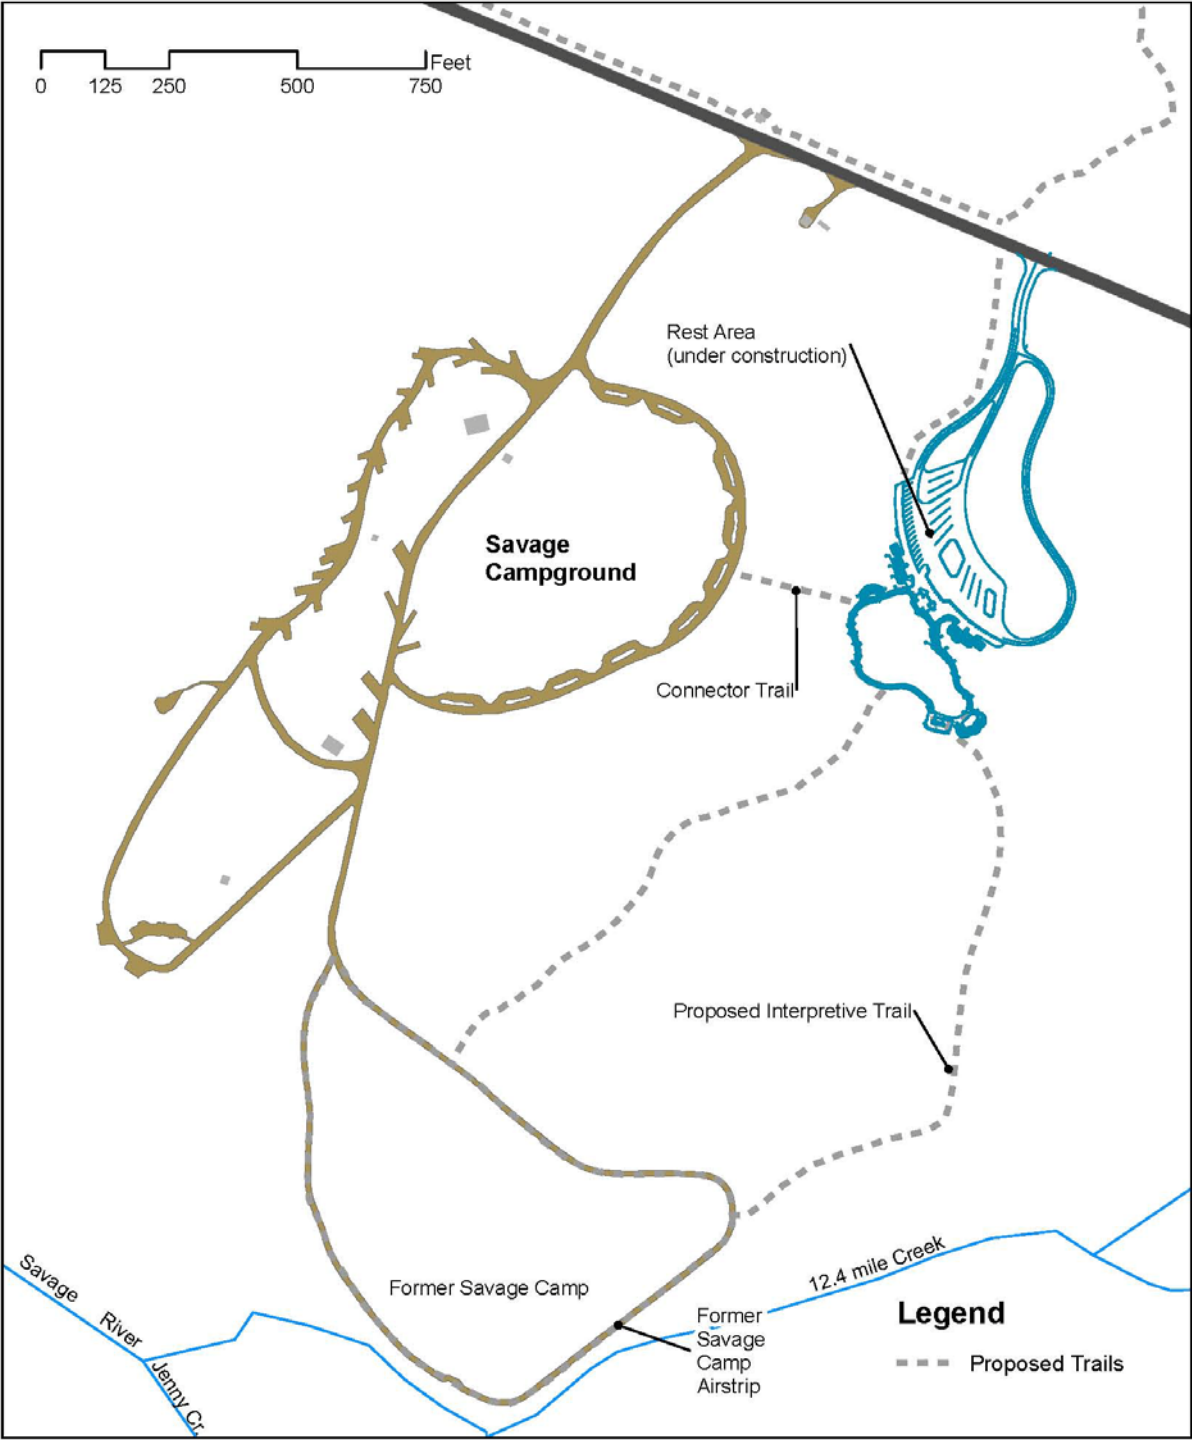 Feet
0 125 250 500 750
Rest Area
(under construction)
Savage
Campground
Connector Trail
Proposed Interpretive Trail
12.4 mile Creek
Savage River
Former Savage Camp
Former
Savage
Camp
Airstrip
Jenny Cr.
Legend
Proposed Trails